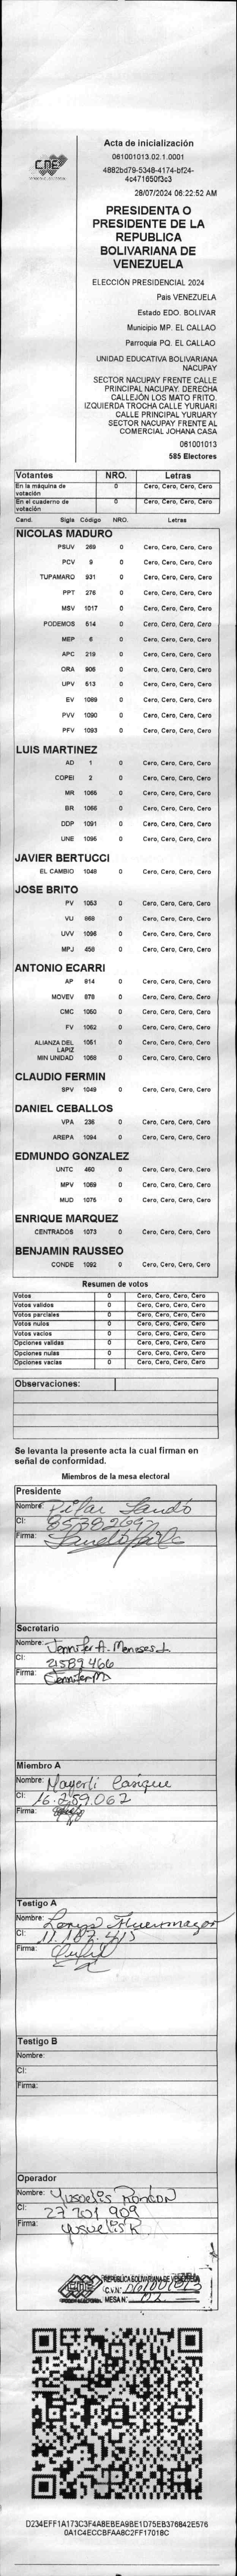 CNE
PODER ELECTORAL
Acta de inicialización
061001013.02.1.0001
4882bd79-5348-4174-bf24-
4c471650f3c3
28/07/2024 06:22:52 AM
PRESIDENTA O
PRESIDENTE DE LA
REPUBLICA
BOLIVARIANA DE
VENEZUELA
ELECCIÓN PRESIDENCIAL 2024
Pais VENEZUELA
Estado EDO. BOLIVAR
Municipio MP. EL CALLAO
Parroquia PQ. EL CALLAO
UNIDAD EDUCATIVA BOLIVARIANA
NACUPAY
SECTOR NACUPAY FRENTE CALLE
PRINCIPAL NACUPAY. DERECHA
CALLEJÓN LOS MATO FRITO.
IZQUIERDA TROCHA CALLE YURUARI
CALLE PRINCIPAL YURUARY
SECTOR NACUPAY FRENTE AL
COMERCIAL JOHANA CASA
061001013
585 Electores
Votantes NRO. Letras
En la máquina de votación 0 Cero, Cero, Cero, Cero
En el cuaderno de votación 0 Cero, Cero, Cero, Cero
Cand. Sigla Código NRO. Letras
NICOLAS MADURO
PSUV 269 0 Cero, Cero, Cero, Cero
PCV 9 0 Cero, Cero, Cero, Cero
TUPAMARO 931 0 Cero, Cero, Cero, Cero
PPT 276 0 Cero, Cero, Cero, Cero
MSV 1017 0 Cero, Cero, Cero, Cero
PODEMOS 514 0 Cero, Cero, Cero, Cero
MEP 6 0 Cero, Cero, Cero, Cero
APC 219 0 Cero, Cero, Cero, Cero
ORA 906 0 Cero, Cero, Cero, Cero
UPV 513 0 Cero, Cero, Cero, Cero
EV 1089 0 Cero, Cero, Cero, Cero
PVV 1090 0 Cero, Cero, Cero, Cero
PFV 1093 0 Cero, Cero, Cero, Cero
LUIS MARTINEZ
AD 1 0 Cero, Cero, Cero, Cero
COPEI 2 0 Cero, Cero, Cero, Cero
MR 1065 0 Cero, Cero, Cero, Cero
BR 1066 0 Cero, Cero, Cero, Cero
DDP 1091 0 Cero, Cero, Cero, Cero
UNE 1095 0 Cero, Cero, Cero, Cero
JAVIER BERTUCCI
EL CAMBIO 1048 0 Cero, Cero, Cero, Cero
JOSE BRITO
PV 1053 0 Cero, Cero, Cero, Cero
VU 868 0 Cero, Cero, Cero, Cero
UVV 1096 0 Cero, Cero, Cero, Cero
MPJ 458 0 Cero, Cero, Cero, Cero
ANTONIO ECARRI
AP 814 0 Cero, Cero, Cero, Cero
MOVEV 878 0 Cero, Cero, Cero, Cero
CMC 1050 0 Cero, Cero, Cero, Cero
FV 1062 0 Cero, Cero, Cero, Cero
ALIANZA DEL LAPIZ 1051 0 Cero, Cero, Cero, Cero
MIN UNIDAD 1058 0 Cero, Cero, Cero, Cero
CLAUDIO FERMIN
SPV 1049 0 Cero, Cero, Cero, Cero
DANIEL CEBALLOS
VPA 236 0 Cero, Cero, Cero, Cero
AREPA 1094 0 Cero, Cero, Cero, Cero
EDMUNDO GONZALEZ
UNTC 460 0 Cero, Cero, Cero, Cero
MPV 1069 0 Cero, Cero, Cero, Cero
MUD 1075 0 Cero, Cero, Cero, Cero
ENRIQUE MARQUEZ
CENTRADOS 1073 0 Cero, Cero, Cero, Cero
BENJAMIN RAUSSEO
CONDE 1092 0 Cero, Cero, Cero, Cero
Resumen de votos
Votos 0 Cero, Cero, Cero, Cero
Votos validos 0 Cero, Cero, Cero, Cero
Votos parciales 0 Cero, Cero, Cero, Cero
Votos nulos 0 Cero, Cero, Cero, Cero
Votos vacios 0 Cero, Cero, Cero, Cero
Opciones validas 0 Cero, Cero, Cero, Cero
Opciones nulas 0 Cero, Cero, Cero, Cero
Opciones vacias 0 Cero, Cero, Cero, Cero
Observaciones:
Se levanta la presente acta la cual firman en
señal de conformidad.
Miembros de la mesa electoral
Presidente
Nombre: Pilar Sandó
CI: 85382697
Firma:
Secretario
Nombre: Jennifer A. Meneses L
CI: 21589466
Firma: Jennifer M
Miembro A
Nombre: Mayerli Casique
CI: 16.259.062
Firma:
Testigo A
Nombre: Fuenmayor
CI: 11.182.415
Firma:
Testigo B
Nombre:
CI:
Firma:
Operador
Nombre: Yusvelis Rondon
CI: 27 701 909
Firma: Yusvelis R
CNE
PODER ELECTORAL
REPÚBLICA BOLIVARIANA DE VENEZUELA
C.V.N° 061001013
MESA N° 02
D234EFF1A173C3F4A8EBEA9BE1D75EB376842E576
0A1C4ECCBFAA8C2FF17018C